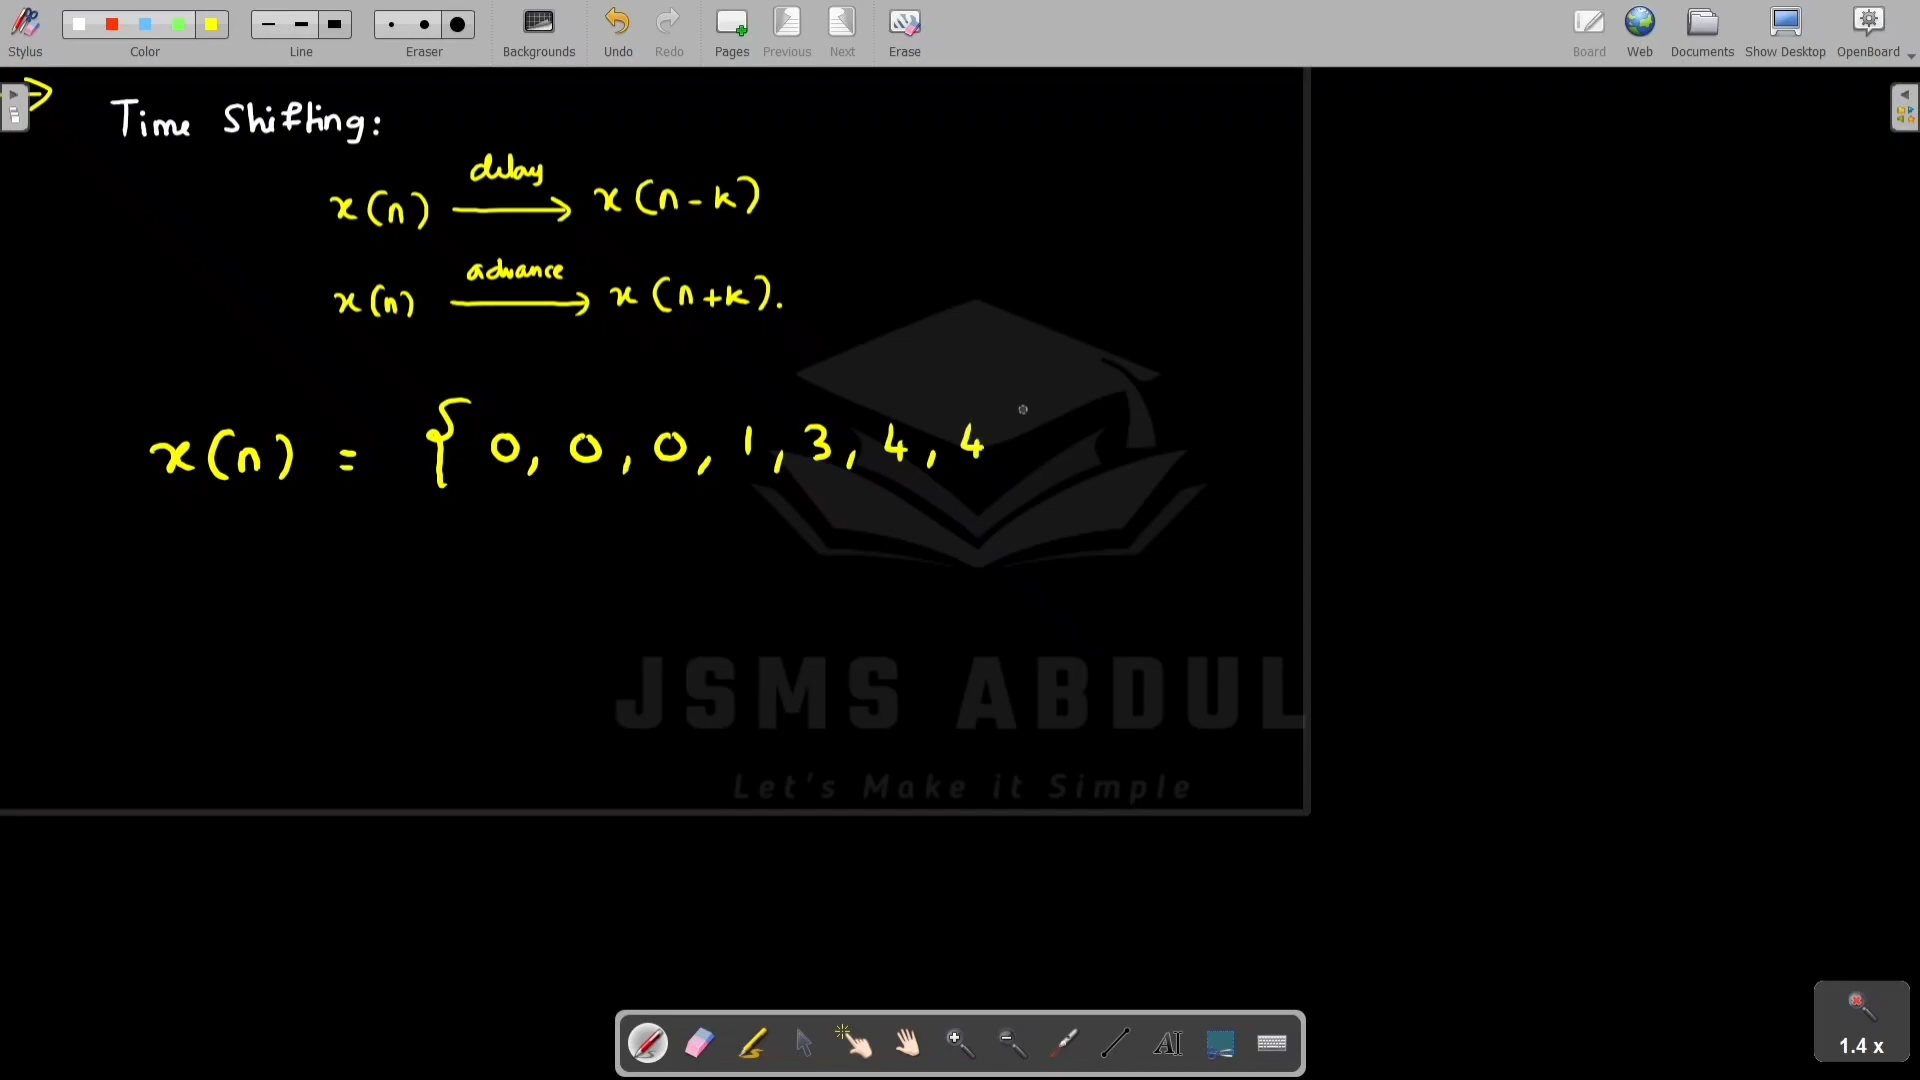 Stylus Color Line Eraser Backgrounds Undo Redo Pages Previous Next Erase Board Web Documents Show Desktop OpenBoard
Time Shifting:
delay
x(n) ⟶ x(n-k)
advance
x(n) ⟶ x(n+k).
x(n) = { 0, 0, 0, 1, 3, 4, 4
JSMS ABDUL
Let's Make it Simple
AI
1.4 x